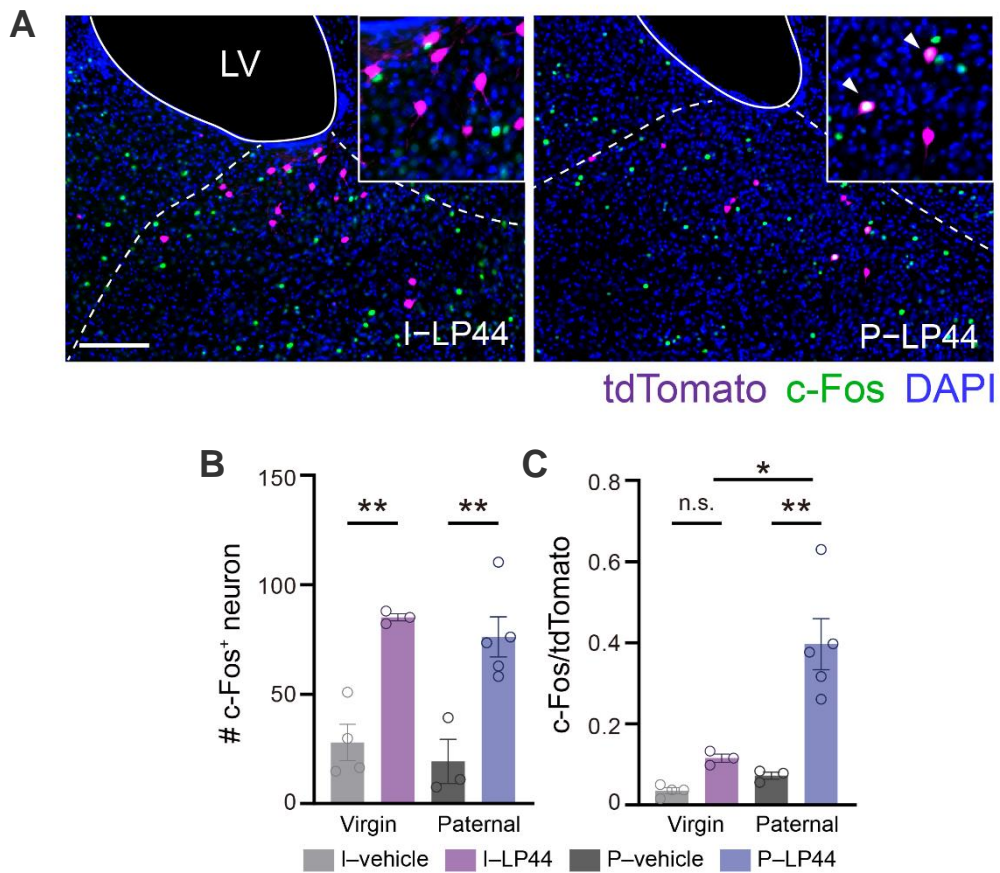 A
LV
I–LP44
P–LP44
tdTomato c-Fos DAPI
B
# c-Fos+ neuron
150
100
50
0
**
**
Virgin
Paternal
C
c-Fos/tdTomato
0.8
0.6
0.4
0.2
0
n.s.
*
**
Virgin
Paternal
I–vehicle I–LP44 P–vehicle P–LP44